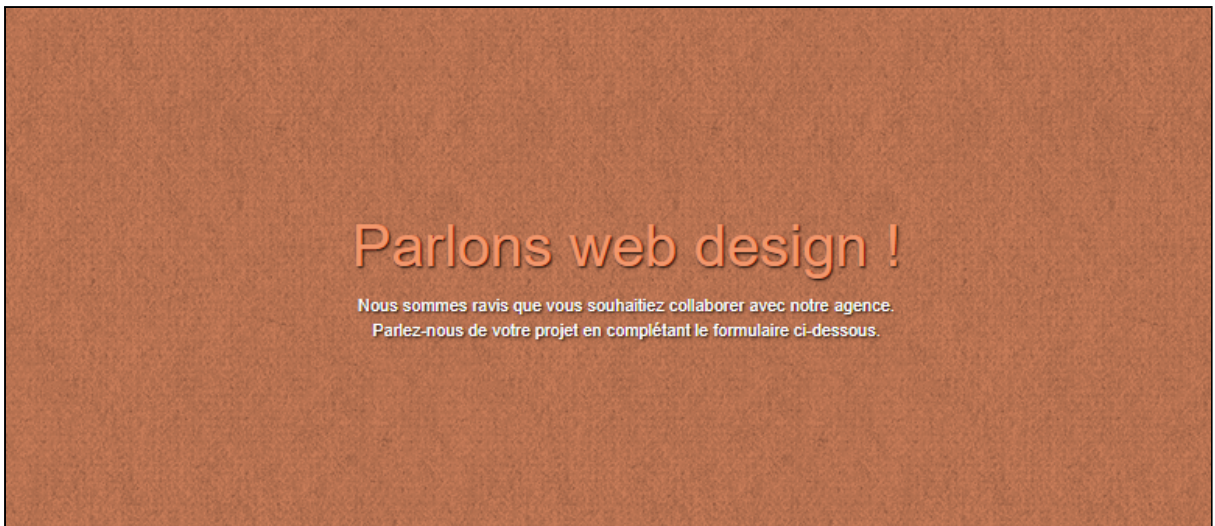 Parlons web design !
Nous sommes ravis que vous souhaitiez collaborer avec notre agence.
Parlez-nous de votre projet en complétant le formulaire ci-dessous.